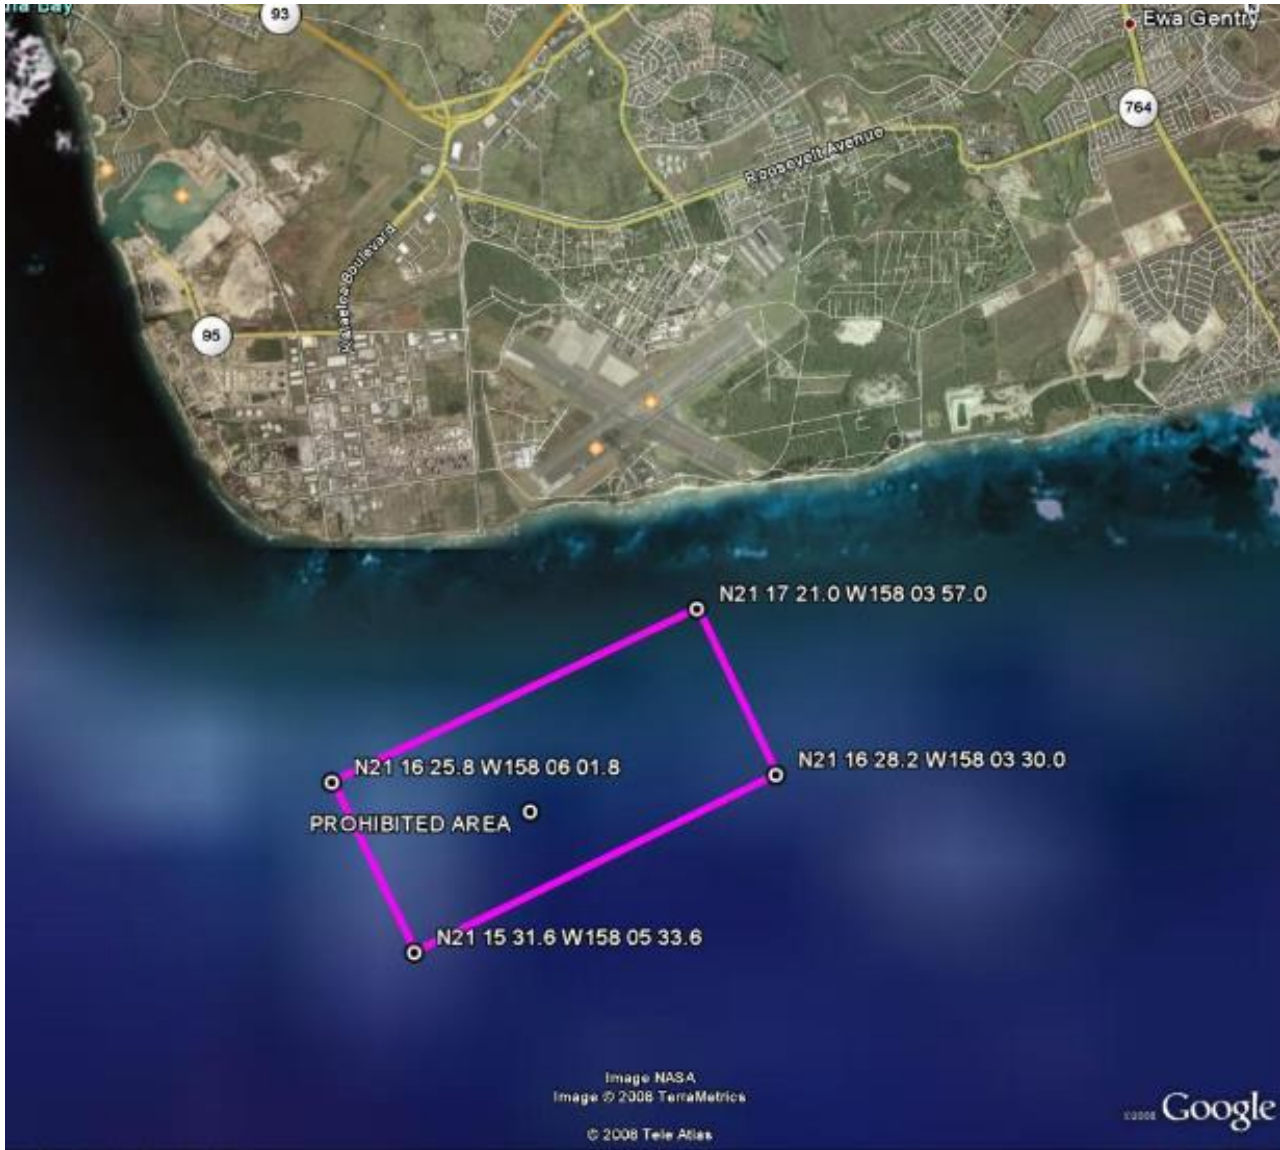 93
Ewa Gentry
764
Roosevelt Avenue
Boulevard
95
N21 17 21.0 W158 03 57.0
N21 16 25.8 W158 06 01.8
N21 16 28.2 W158 03 30.0
PROHIBITED AREA
N21 15 31.6 W158 05 33.6
Image NASA
Image © 2008 TerraMetrics
© 2008 Tele Atlas
©2008 Google